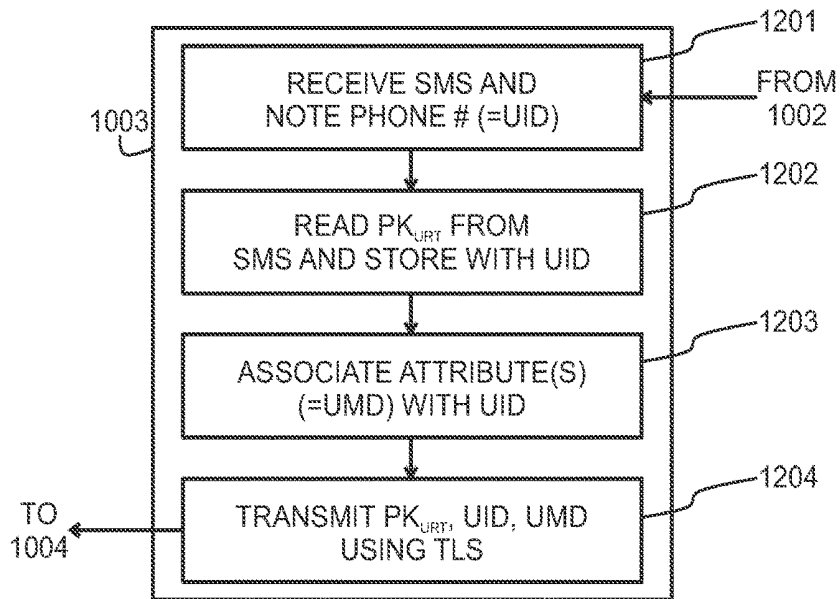 1201
RECEIVE SMS AND
NOTE PHONE # (=UID)
FROM
1002
1003
1202
READ PKURT FROM
SMS AND STORE WITH UID
1203
ASSOCIATE ATTRIBUTE(S)
(=UMD) WITH UID
1204
TRANSMIT PKURT, UID, UMD
USING TLS
TO
1004